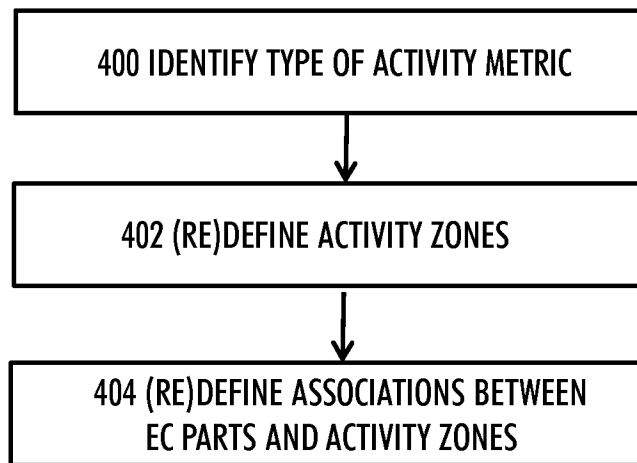 400 IDENTIFY TYPE OF ACTIVITY METRIC
402 (RE)DEFINE ACTIVITY ZONES
404 (RE)DEFINE ASSOCIATIONS BETWEEN
EC PARTS AND ACTIVITY ZONES